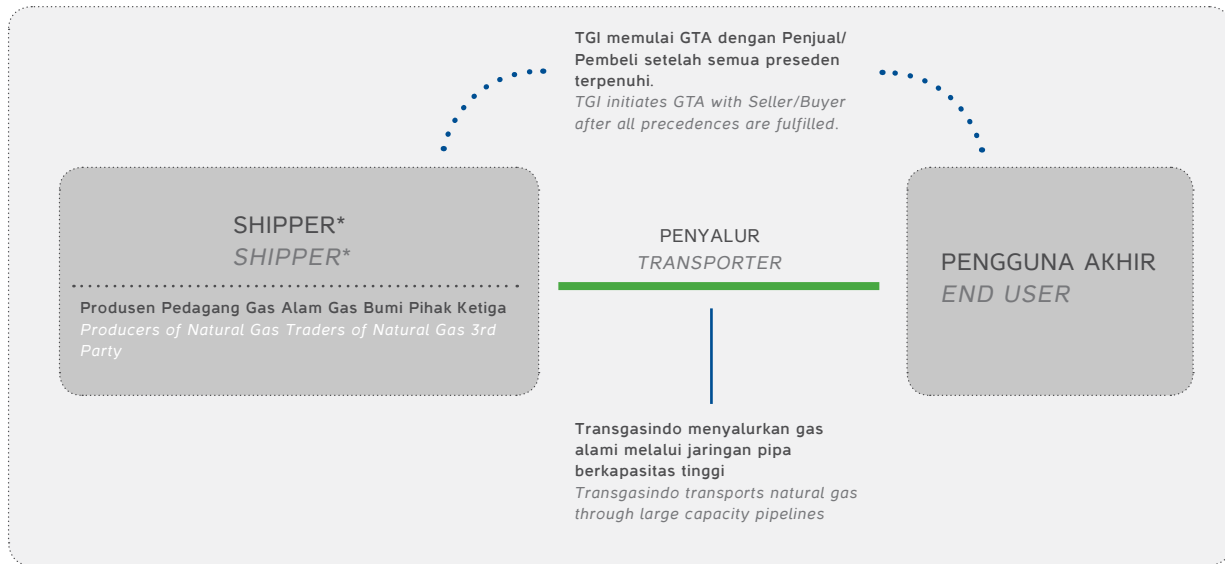 TGI memulai GTA dengan Penjual/
Pembeli setelah semua preseden
terpenuhi.
TGI initiates GTA with Seller/Buyer
after all precedences are fulfilled.
SHIPPER*
SHIPPER*
Produsen Pedagang Gas Alam Gas Bumi Pihak Ketiga
Producers of Natural Gas Traders of Natural Gas 3rd
Party
PENYALUR
TRANSPORTER
PENGGUNA AKHIR
END USER
Transgasindo menyalurkan gas
alami melalui jaringan pipa
berkapasitas tinggi
Transgasindo transports natural gas
through large capacity pipelines